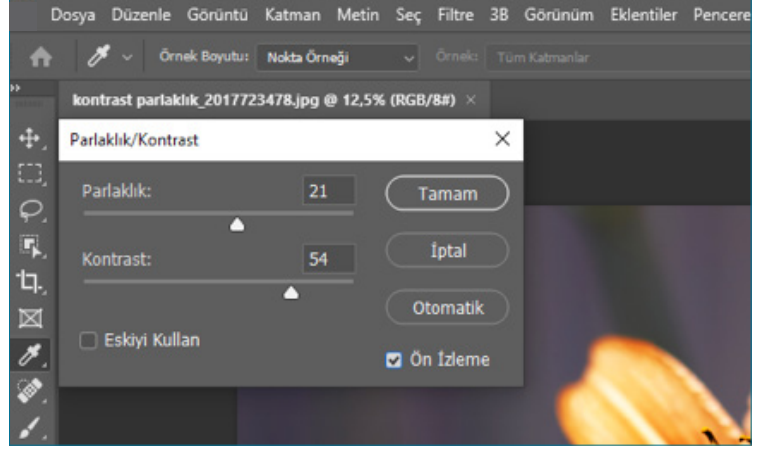 Dosya Düzenle Görüntü Katman Metin Seç Filtre 3B Görünüm Eklentiler Pencere
Örnek Boyutu: Nokta Örneği Örnek: Tüm Katmanlar
kontrast parlaklık_2017723478.jpg @ 12,5% (RGB/8#) ×
Parlaklık/Kontrast
Parlaklık: 21
Tamam
Kontrast: 54
İptal
Otomatik
Eskiyi Kullan
Ön İzleme